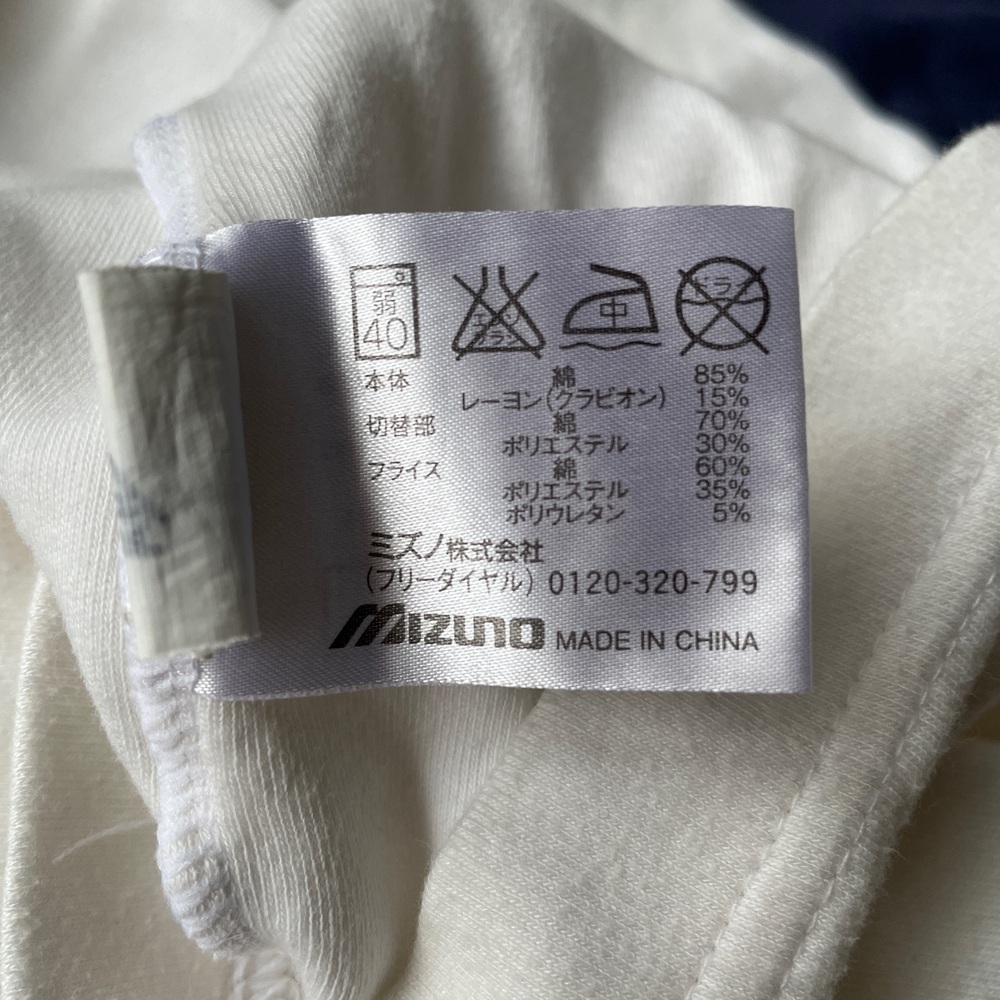 弱
40
エンソ
サラシ
中
ドライ
本体 綿 85%
レーヨン(クラビオン) 15%
切替部 綿 70%
ポリエステル 30%
フライス 綿 60%
ポリエステル 35%
ポリウレタン 5%
ミズノ株式会社
(フリーダイヤル) 0120-320-799
MIZUNO MADE IN CHINA